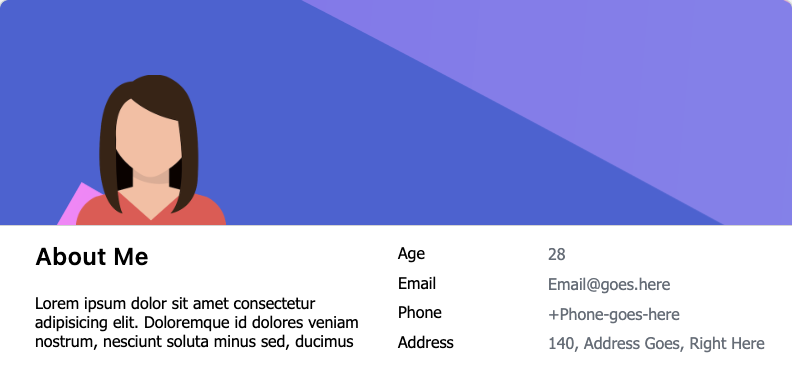 About Me
Lorem ipsum dolor sit amet consectetur
adipisicing elit. Doloremque id dolores veniam
nostrum, nesciunt soluta minus sed, ducimus
Age 28
Email Email@goes.here
Phone +Phone-goes-here
Address 140, Address Goes, Right Here